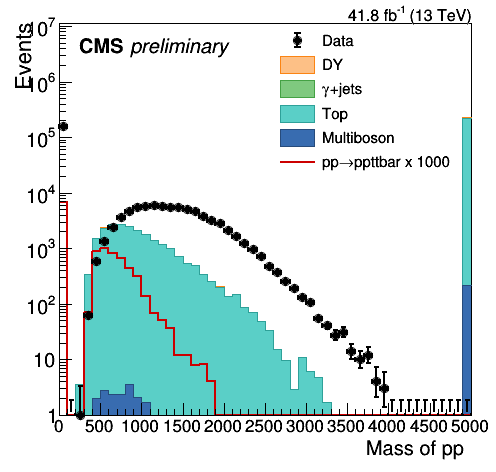 41.8 fb⁻¹ (13 TeV)
CMS preliminary
Data
DY
γ+jets
Top
Multiboson
pp→ppttbar x 1000
Events
10⁷
10⁶
10⁵
10⁴
10³
10²
10
1
0 500 1000 1500 2000 2500 3000 3500 4000 4500 5000
Mass of pp